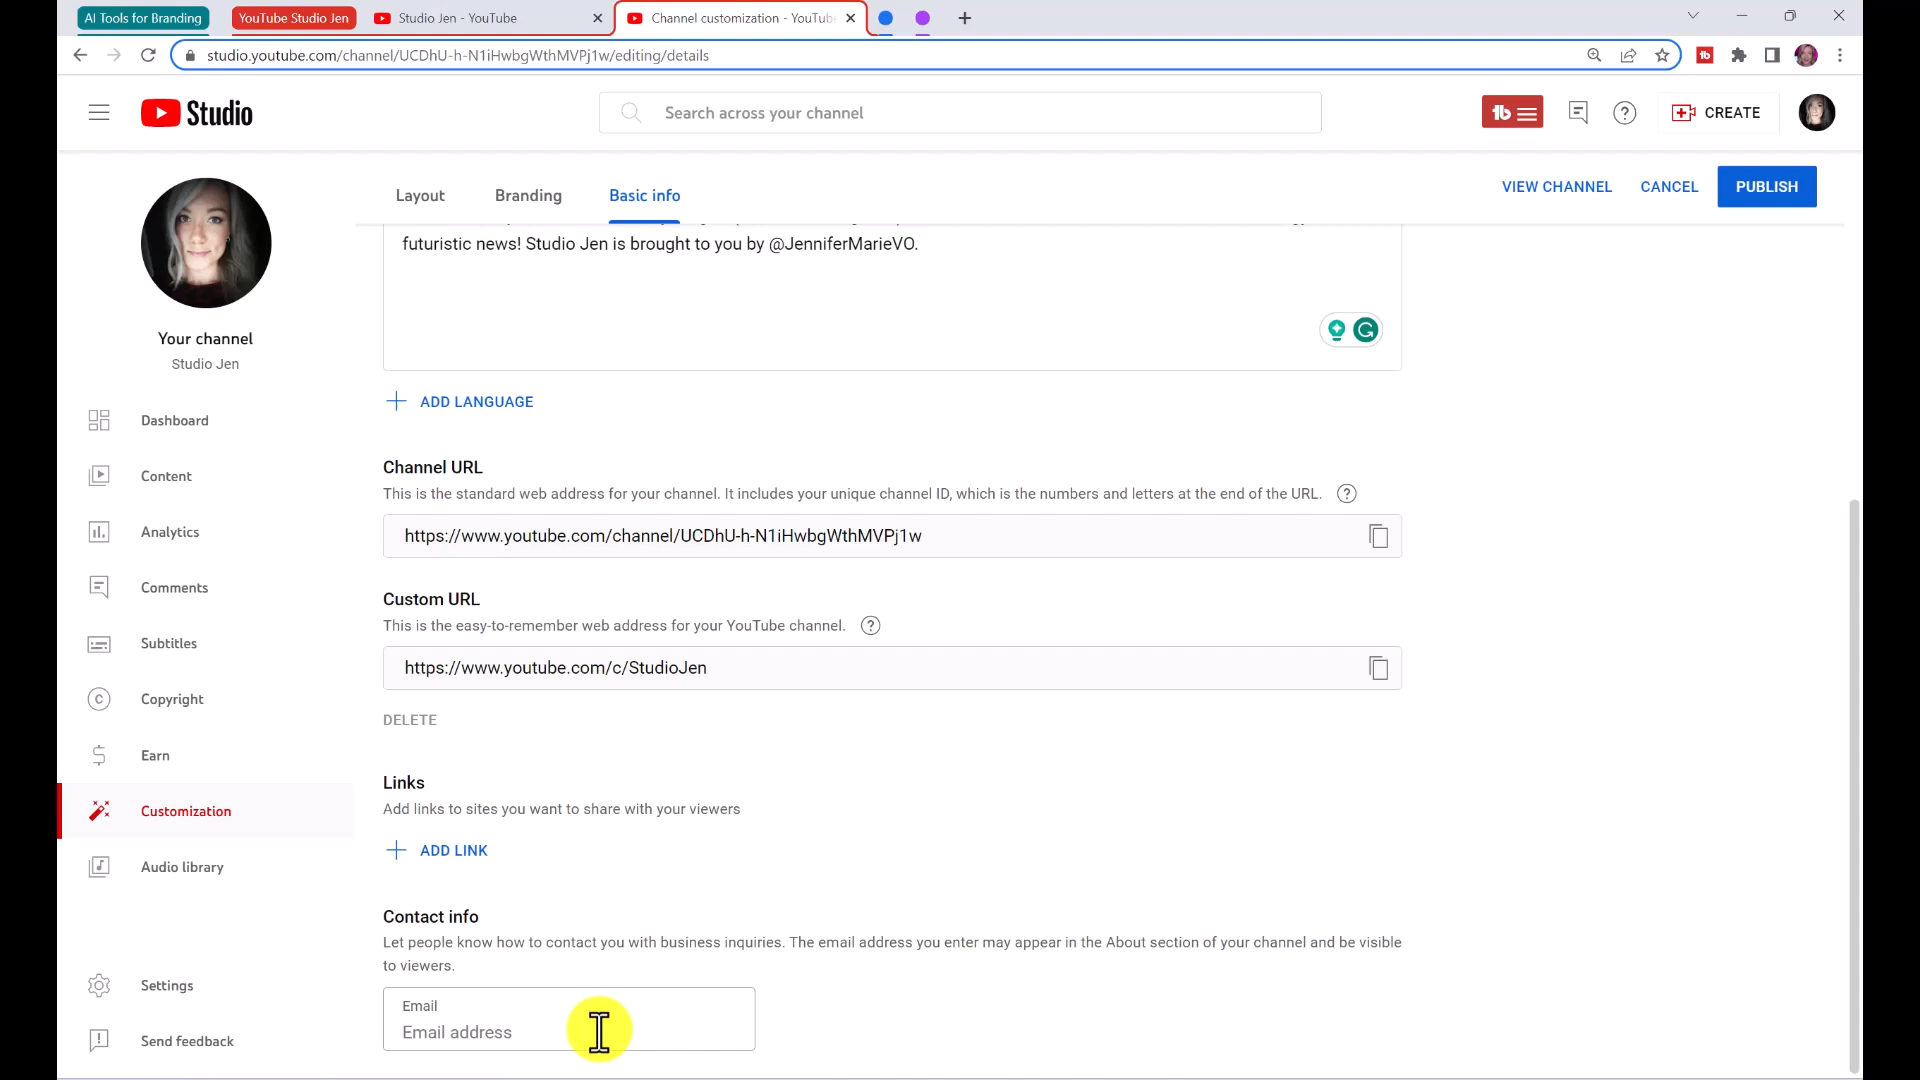 AI Tools for Branding
YouTube Studio Jen
Studio Jen - YouTube
Channel customization - YouTube
studio.youtube.com/channel/UCDhU-h-N1iHwbgWthMVPj1w/editing/details
Studio
Search across your channel
tb
CREATE
Layout
Branding
Basic info
VIEW CHANNEL
CANCEL
PUBLISH
futuristic news! Studio Jen is brought to you by @JenniferMarieVO.
Your channel
Studio Jen
ADD LANGUAGE
Dashboard
Content
Analytics
Comments
Subtitles
Copyright
Earn
Customization
Audio library
Settings
Send feedback
Channel URL
This is the standard web address for your channel. It includes your unique channel ID, which is the numbers and letters at the end of the URL.
https://www.youtube.com/channel/UCDhU-h-N1iHwbgWthMVPj1w
Custom URL
This is the easy-to-remember web address for your YouTube channel.
https://www.youtube.com/c/StudioJen
DELETE
Links
Add links to sites you want to share with your viewers
ADD LINK
Contact info
Let people know how to contact you with business inquiries. The email address you enter may appear in the About section of your channel and be visible
to viewers.
Email
Email address